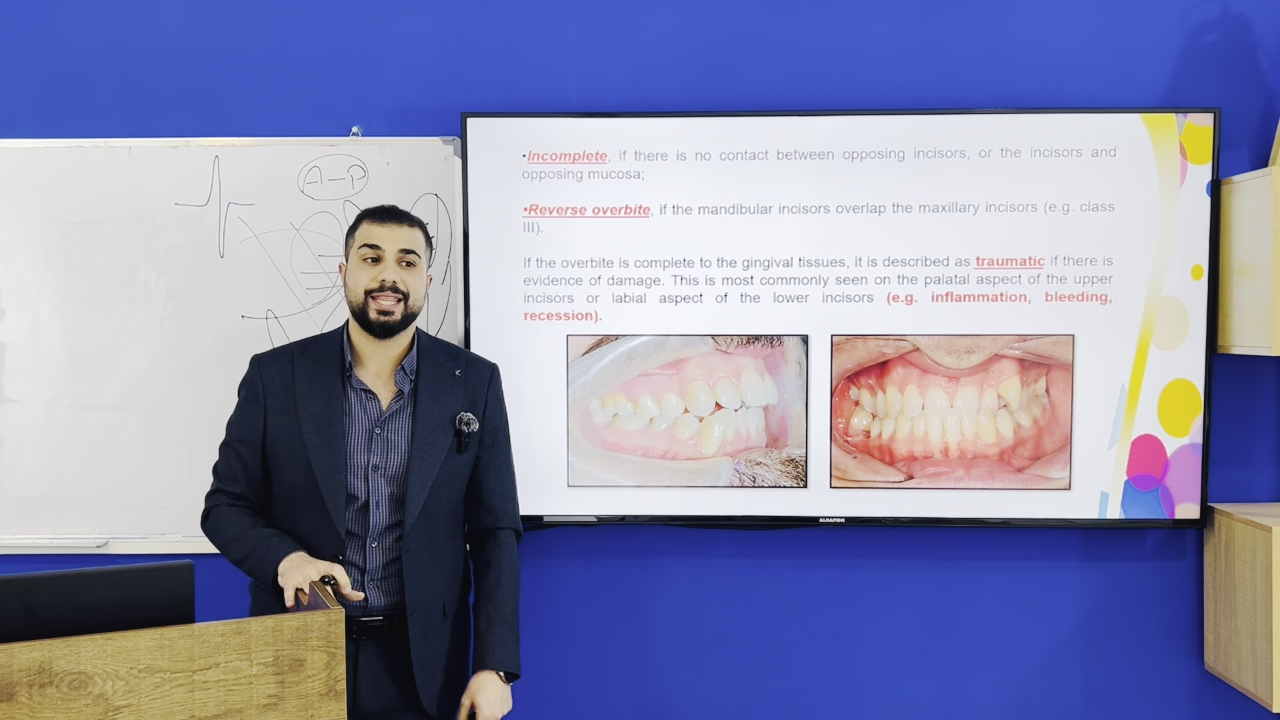 A-P
•Incomplete, if there is no contact between opposing incisors, or the incisors and
opposing mucosa;
•Reverse overbite, if the mandibular incisors overlap the maxillary incisors (e.g. class
III).
If the overbite is complete to the gingival tissues, it is described as traumatic if there is
evidence of damage. This is most commonly seen on the palatal aspect of the upper
incisors or labial aspect of the lower incisors (e.g. inflammation, bleeding,
recession).
ALHAFIDH